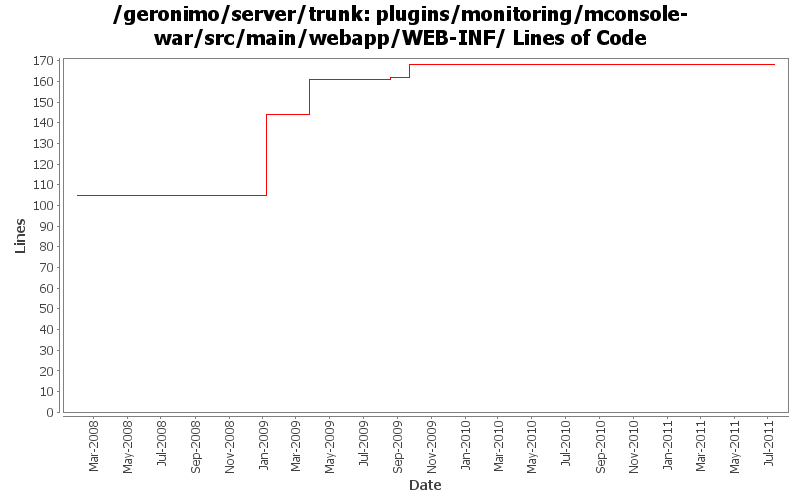 /geronimo/server/trunk: plugins/monitoring/mconsole-
war/src/main/webapp/WEB-INF/ Lines of Code
170
160
150
140
130
120
110
100
90
80
70
60
50
40
30
20
10
0
Lines
Mar-2008
May-2008
Jul-2008
Sep-2008
Nov-2008
Jan-2009
Mar-2009
May-2009
Jul-2009
Sep-2009
Nov-2009
Jan-2010
Mar-2010
May-2010
Jul-2010
Sep-2010
Nov-2010
Jan-2011
Mar-2011
May-2011
Jul-2011
Date